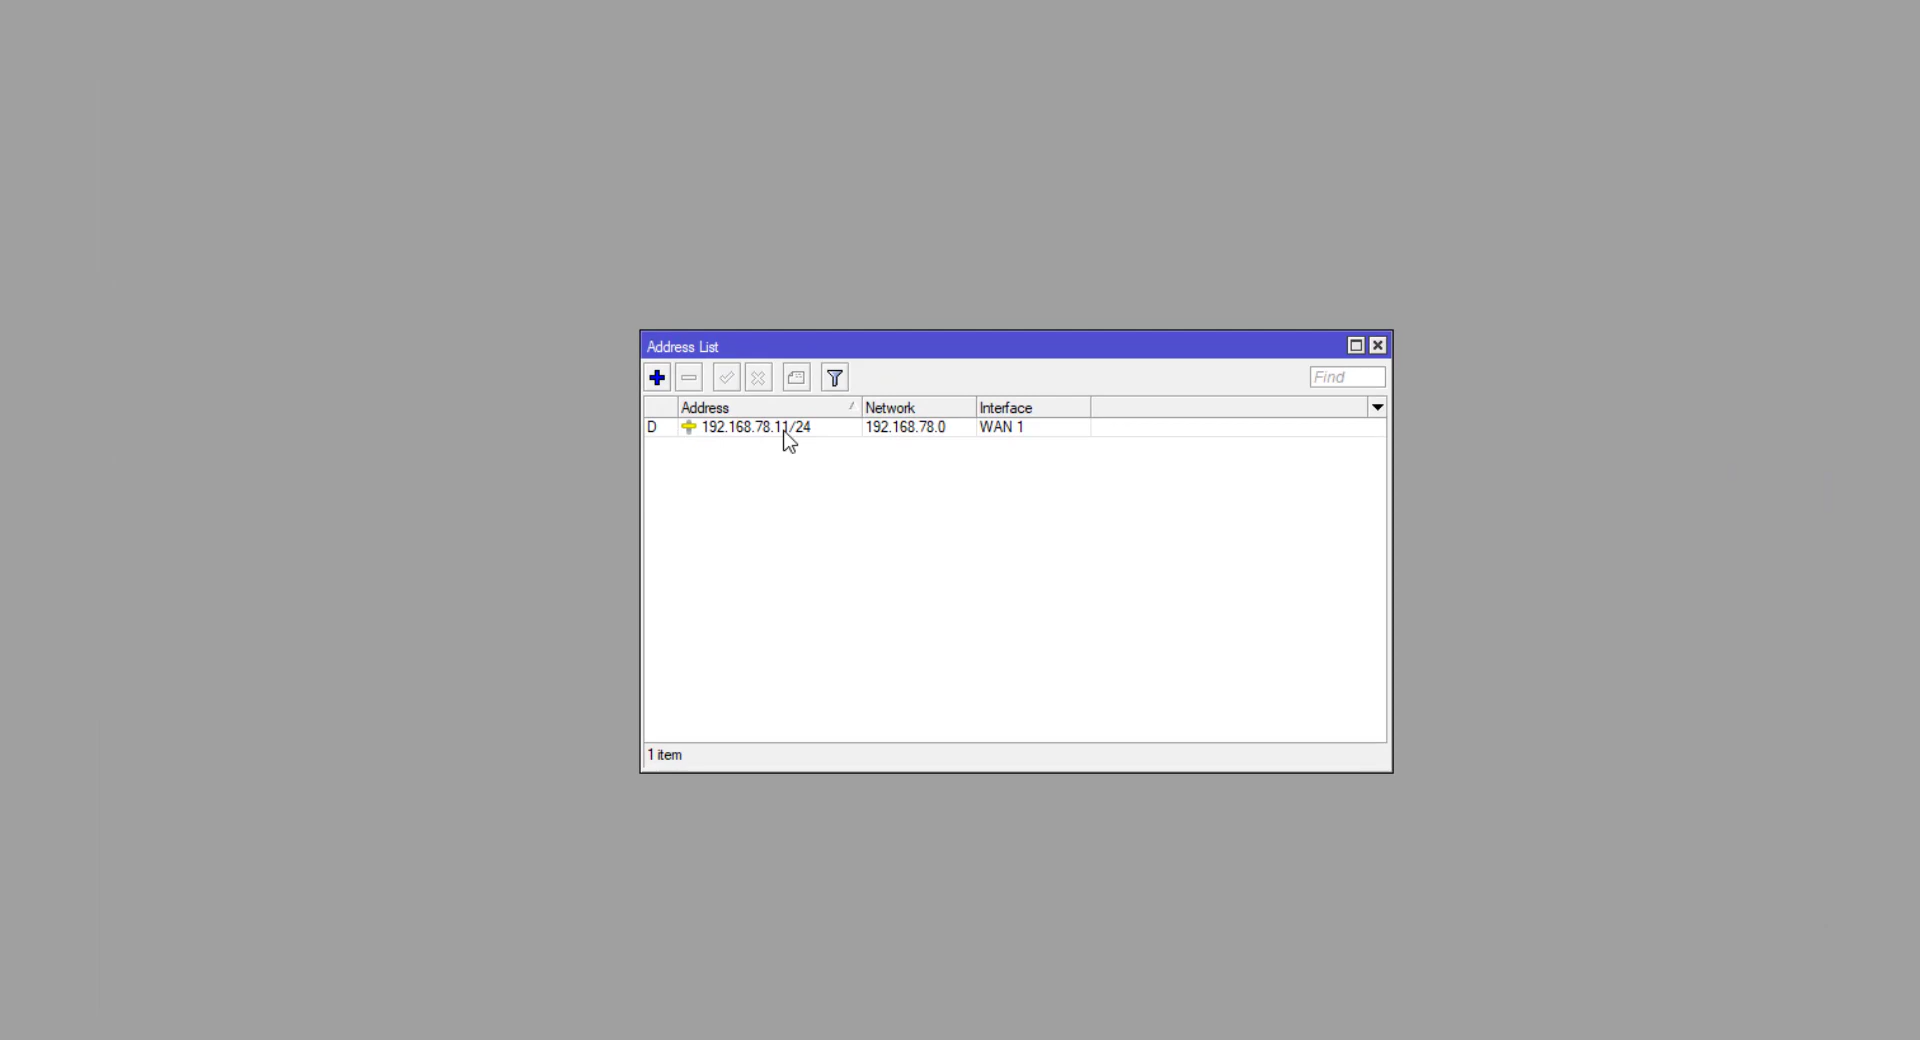 Address List
Find
Address Network Interface
D 192.168.78.11/24 192.168.78.0 WAN 1
1 item